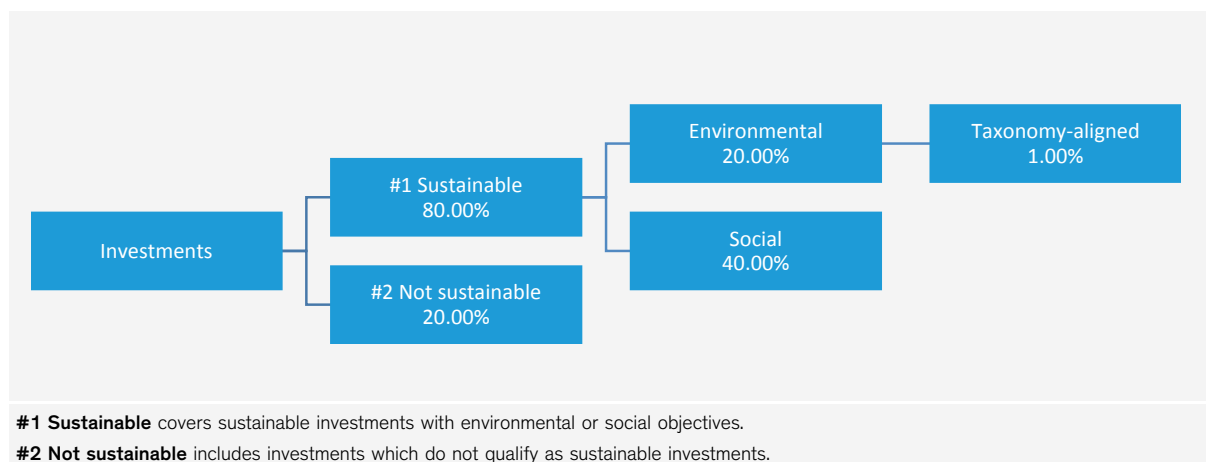 Investments
#1 Sustainable
80.00%
#2 Not sustainable
20.00%
Environmental
20.00%
Social
40.00%
Taxonomy-aligned
1.00%
#1 Sustainable covers sustainable investments with environmental or social objectives.
#2 Not sustainable includes investments which do not qualify as sustainable investments.